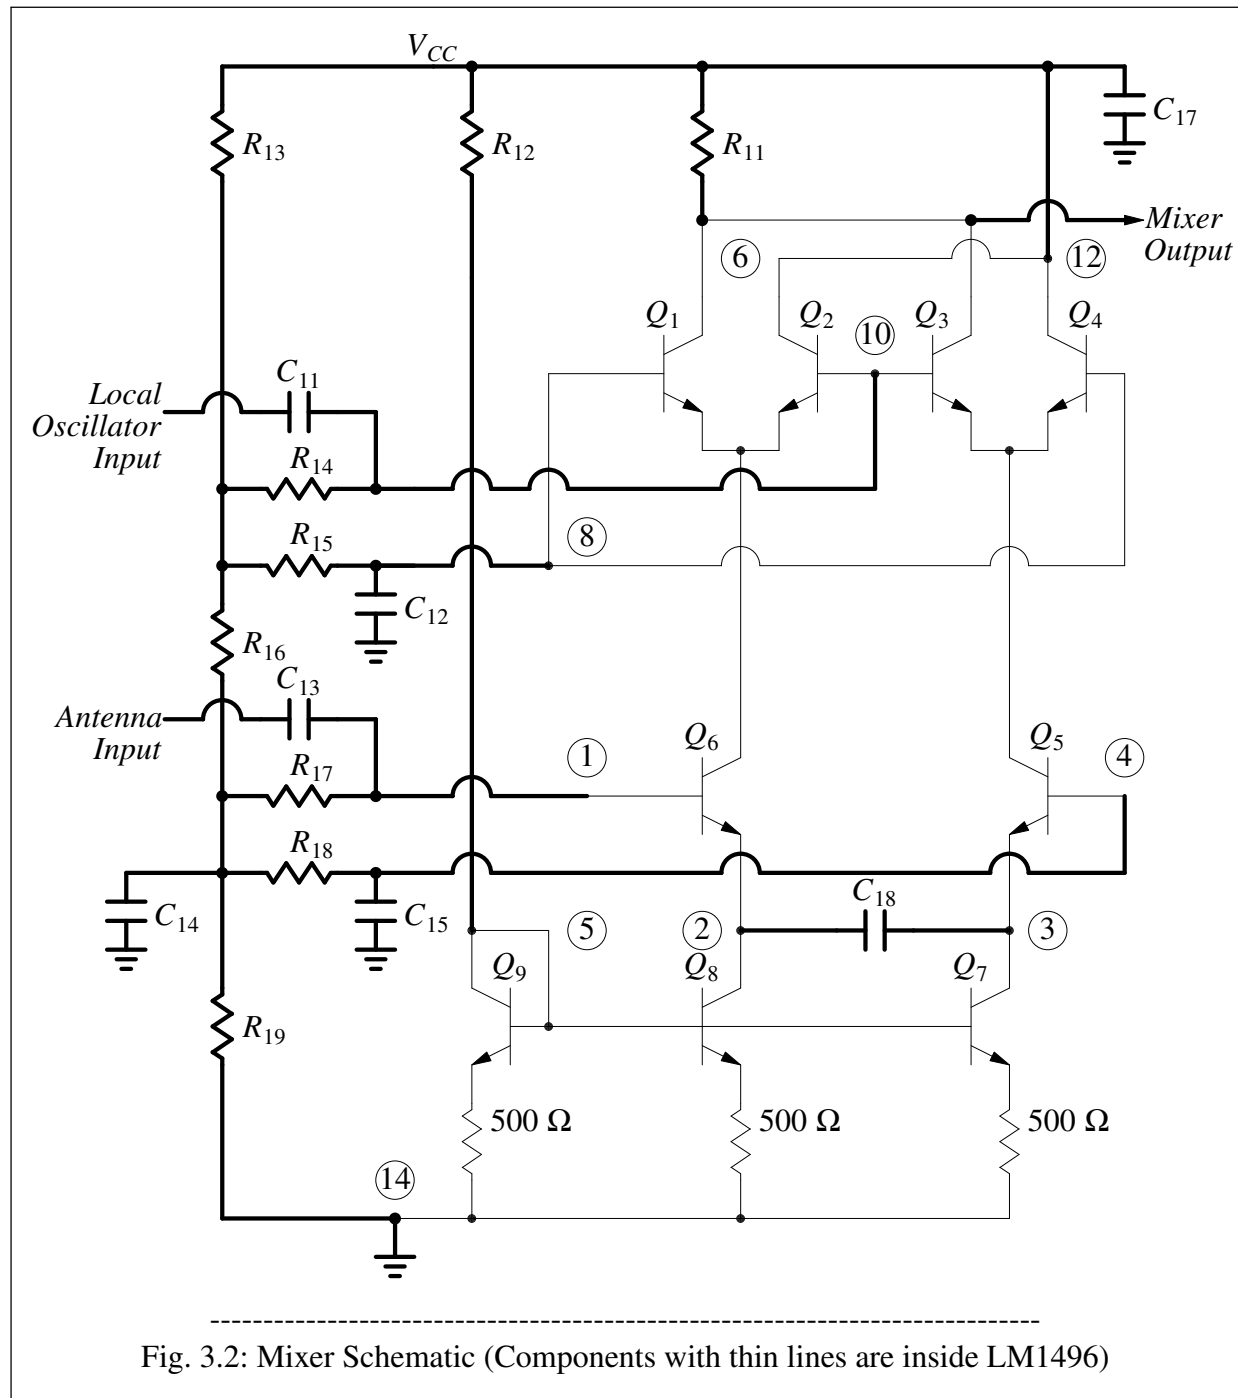 V_CC
C_17
R_13
R_12
R_11
Mixer
Output
6
12
Q_1
Q_2
10
Q_3
Q_4
C_11
Local
Oscillator
Input
R_14
8
R_15
C_12
R_16
C_13
Antenna
Input
Q_6
Q_5
1
4
R_17
R_18
C_18
C_14
C_15
5
2
3
Q_9
Q_8
Q_7
R_19
500 Ω
500 Ω
500 Ω
14
Fig. 3.2: Mixer Schematic (Components with thin lines are inside LM1496)